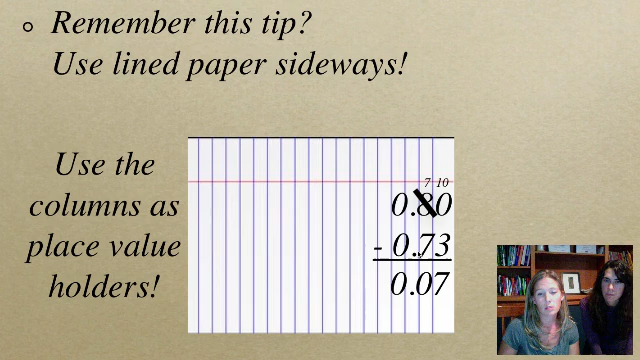 Remember this tip?
Use lined paper sideways!
Use the
columns as
place value
holders!
7 10
0.80
- 0.73
0.07